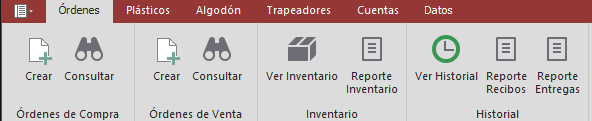 Órdenes Plásticos Algodón Trapeadores Cuentas Datos
Crear Consultar Crear Consultar Ver Inventario Reporte Inventario Ver Historial Reporte Recibos Reporte Entregas
Órdenes de Compra Órdenes de Venta Inventario Historial